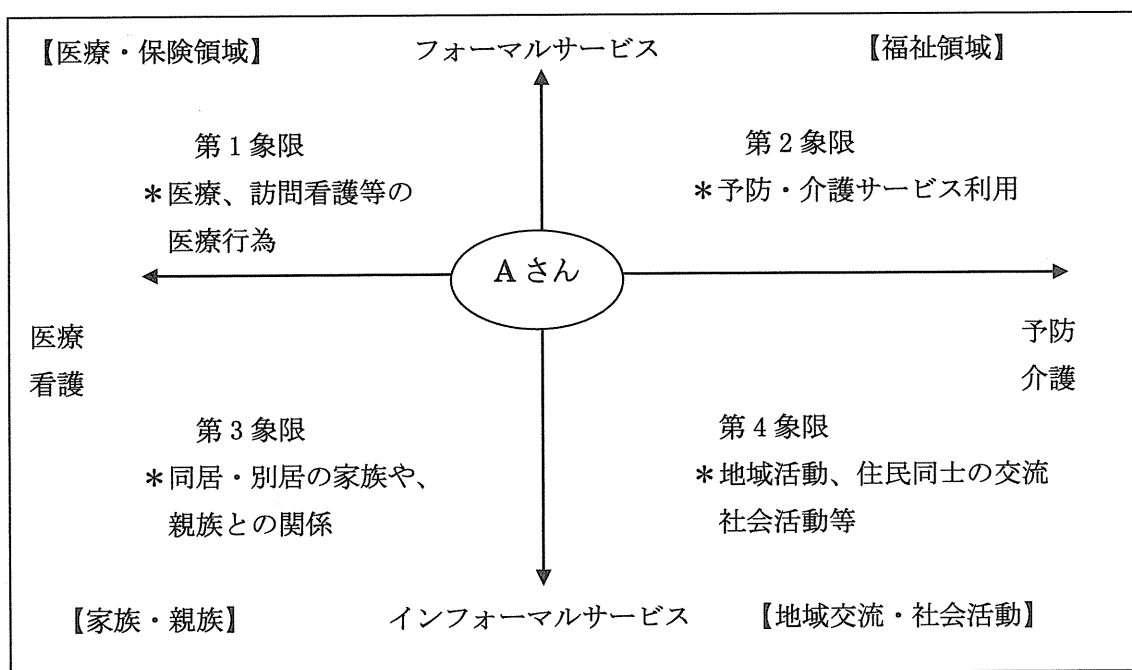 【医療・保険領域】
フォーマルサービス
【福祉領域】
第1象限
＊医療、訪問看護等の
医療行為
第2象限
＊予防・介護サービス利用
Aさん
医療
看護
予防
介護
第3象限
＊同居・別居の家族や、
親族との関係
第4象限
＊地域活動、住民同士の交流
社会活動等
【家族・親族】
インフォーマルサービス
【地域交流・社会活動】